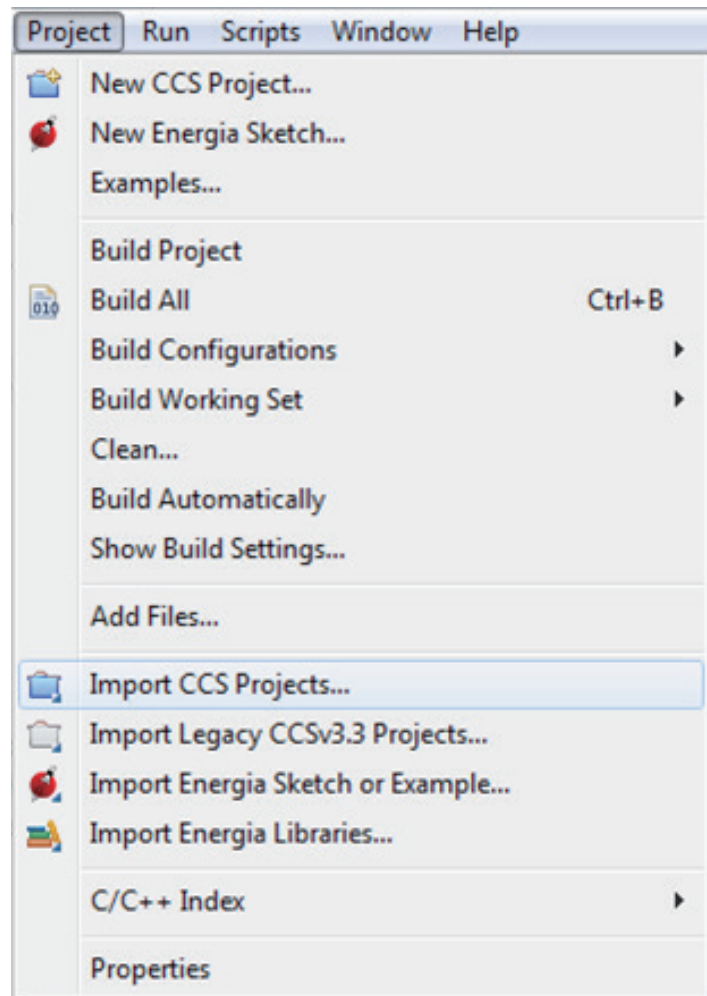 Project Run Scripts Window Help
New CCS Project...
New Energia Sketch...
Examples...
Build Project
010 Build All Ctrl+B
Build Configurations
Build Working Set
Clean...
Build Automatically
Show Build Settings...
Add Files...
Import CCS Projects...
Import Legacy CCSv3.3 Projects...
Import Energia Sketch or Example...
Import Energia Libraries...
C/C++ Index
Properties